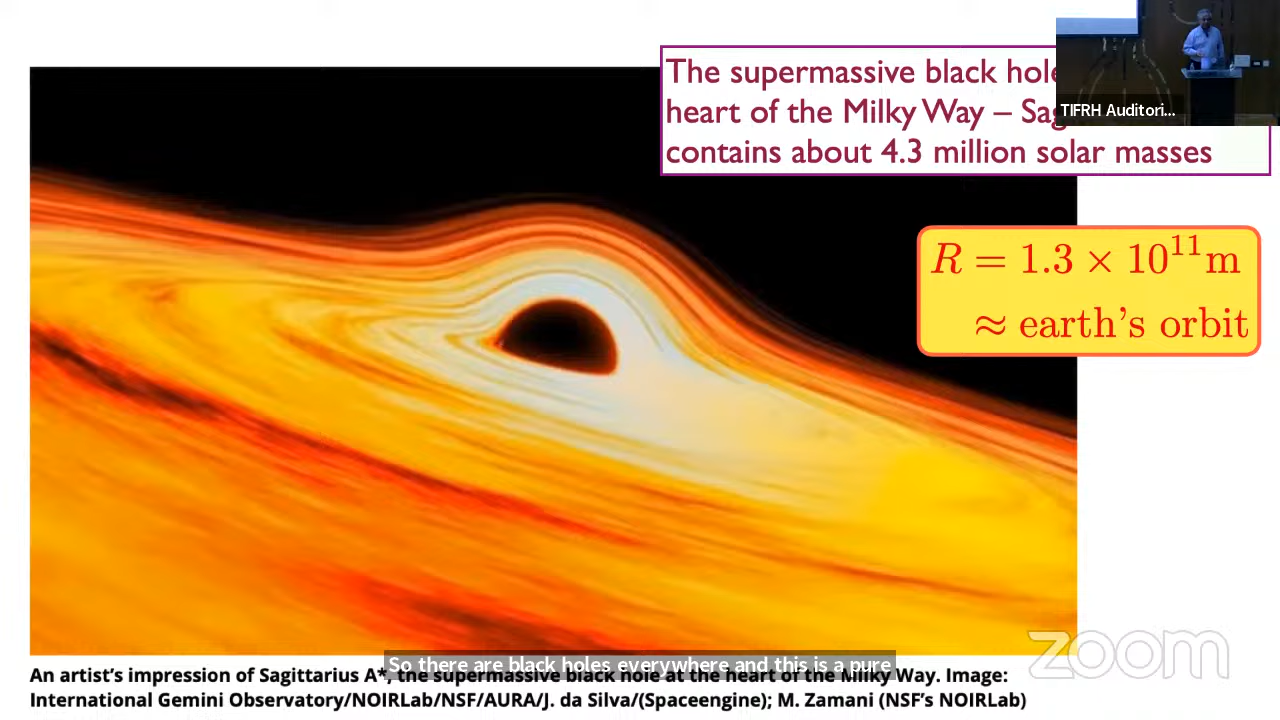 The supermassive black hole
heart of the Milky Way – Sag
contains about 4.3 million solar masses
TIFRH Auditori...
R = 1.3 × 10¹¹m
≈ earth's orbit
zoom
So there are black holes everywhere and this is a pure
An artist's impression of Sagittarius A*, the supermassive black hole at the heart of the Milky Way. Image:
International Gemini Observatory/NOIRLab/NSF/AURA/J. da Silva/(Spaceengine); M. Zamani (NSF's NOIRLab)